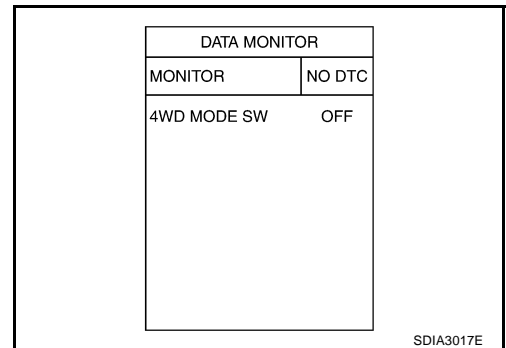 DATA MONITOR
MONITOR NO DTC
4WD MODE SW OFF
SDIA3017E